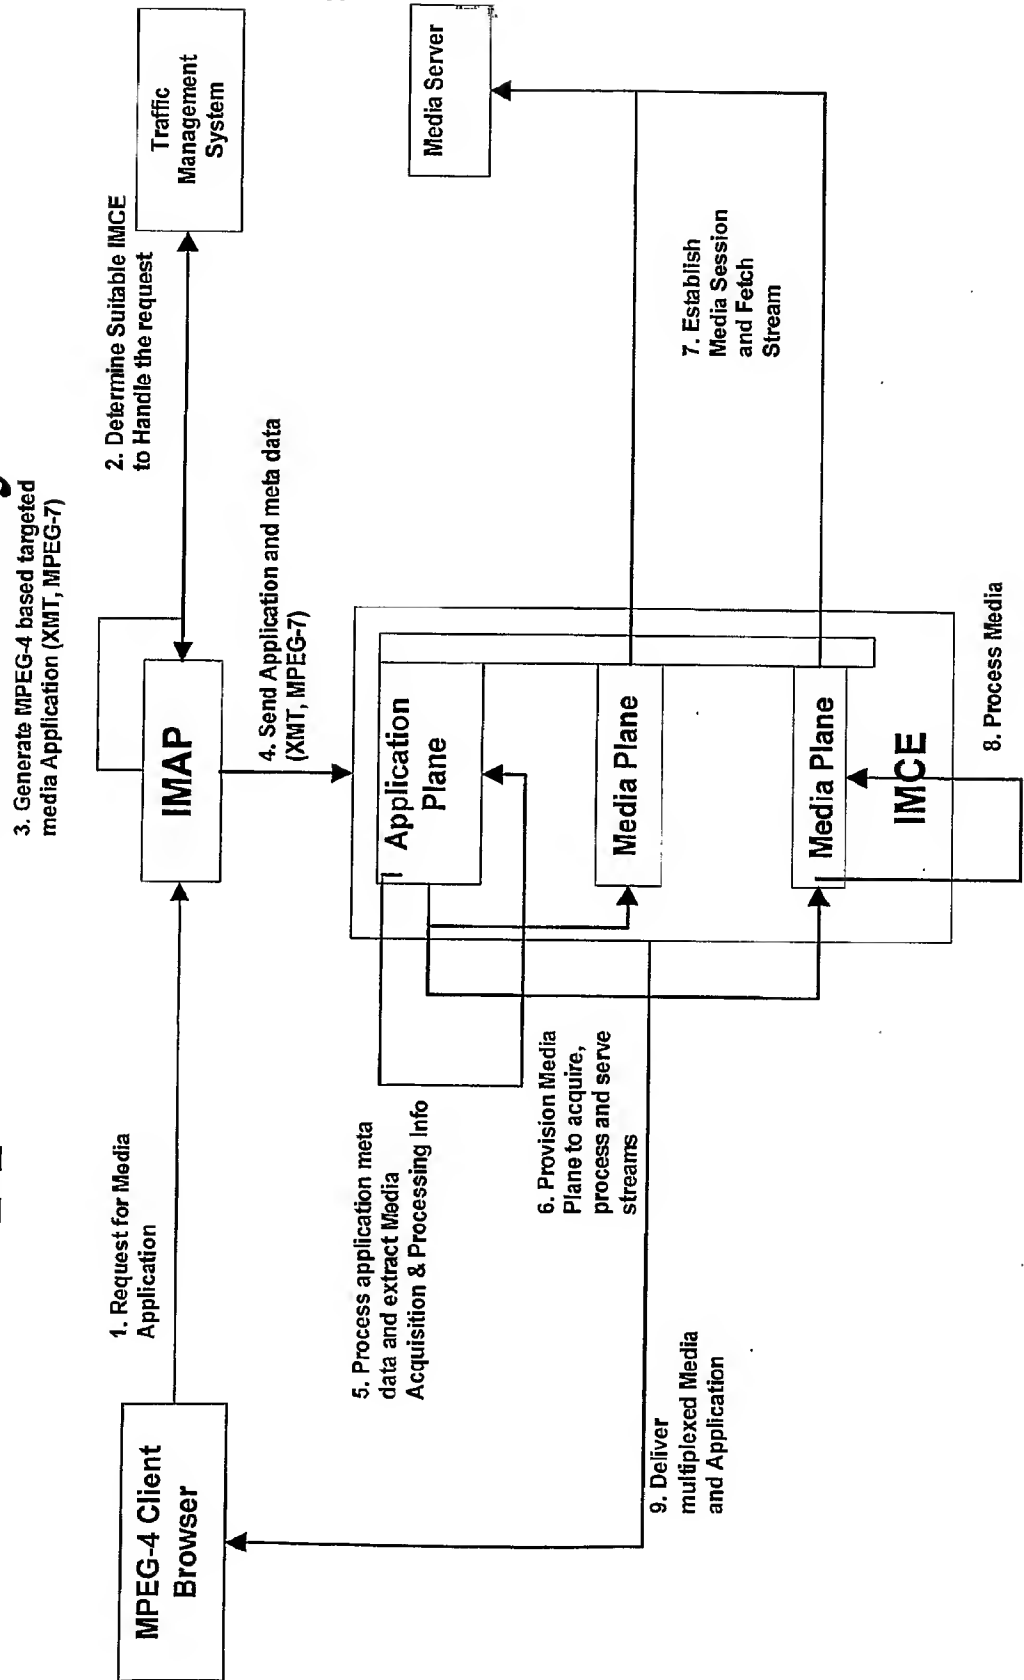 3. Generate MPEG-4 based targeted
media Application (XMT, MPEG-7)
1. Request for Media
Application
2. Determine Suitable IMCE
to Handle the request
MPEG-4 Client
Browser
IMAP
Traffic
Management
System
4. Send Application and meta data
(XMT, MPEG-7)
5. Process application meta
data and extract Media
Acquisition & Processing Info
Application
Plane
Media Server
6. Provision Media
Plane to acquire,
process and serve
streams
Media Plane
7. Establish
Media Session
and Fetch
Stream
9. Deliver
multiplexed Media
and Application
Media Plane
IMCE
8. Process Media